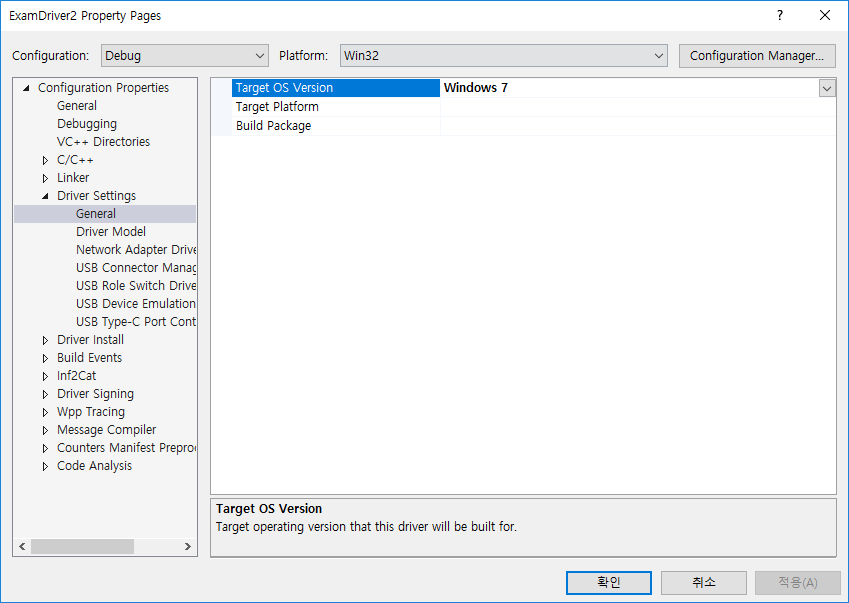 ExamDriver2 Property Pages
Configuration: Debug Platform: Win32 Configuration Manager...
Configuration Properties
General
Debugging
VC++ Directories
C/C++
Linker
Driver Settings
General
Driver Model
Network Adapter Drive
USB Connector Manag
USB Role Switch Drive
USB Device Emulation
USB Type-C Port Cont
Driver Install
Build Events
Inf2Cat
Driver Signing
Wpp Tracing
Message Compiler
Counters Manifest Preproc
Code Analysis
Target OS Version Windows 7
Target Platform
Build Package
Target OS Version
Target operating version that this driver will be built for.
확인 취소 적용(A)